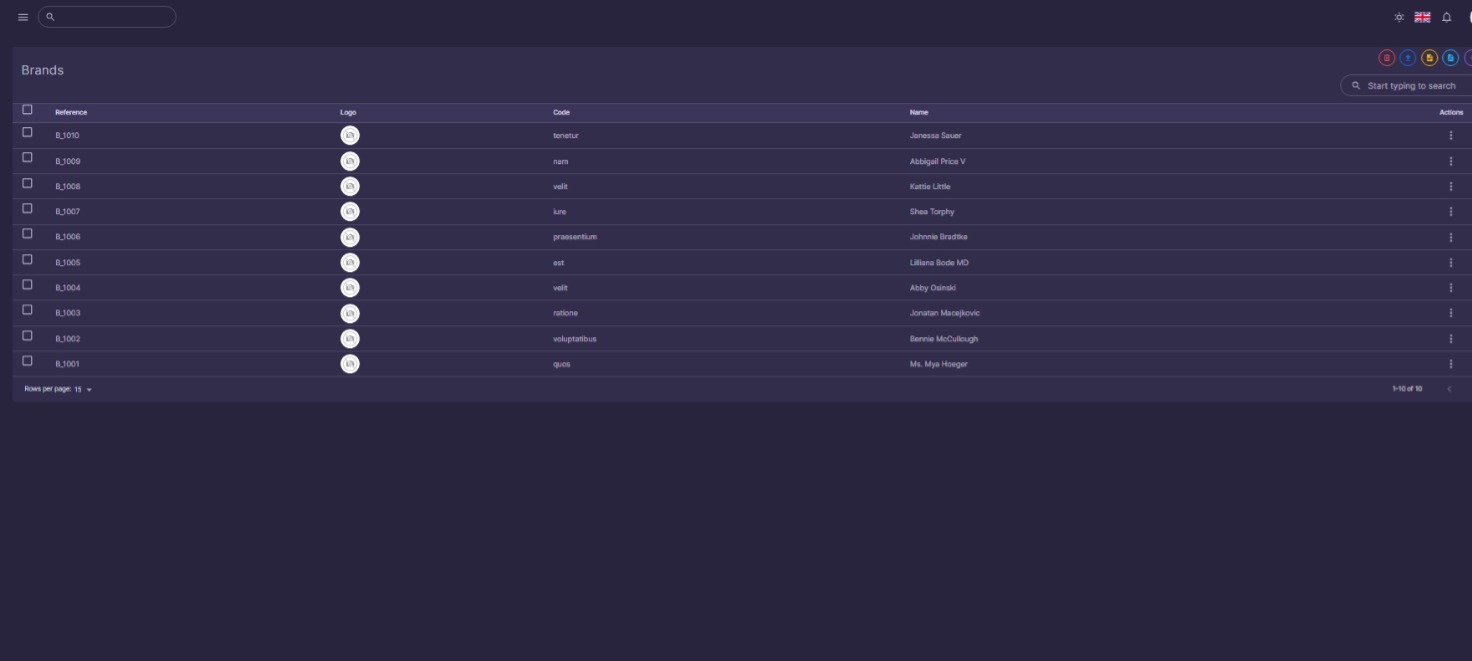 Brands
Start typing to search
Reference Logo Code Name Actions
B_1010 tenetur Janessa Sauer
B_1009 nam Abbigail Price V
B_1008 velit Kattie Little
B_1007 iure Shea Torphy
B_1006 praesentium Johnnie Bradtke
B_1005 est Lilliana Bode MD
B_1004 velit Abby Osinski
B_1003 ratione Jonatan Macejkovic
B_1002 voluptatibus Bennie McCullough
B_1001 quos Ms. Mya Hoeger
Rows per page: 15 1-10 of 10